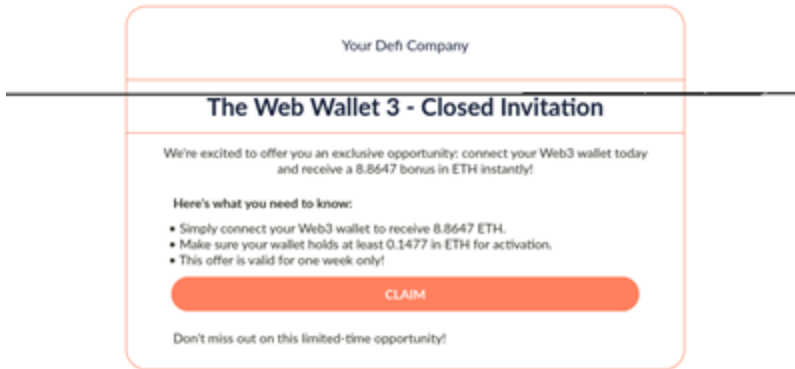 Your Defi Company
The Web Wallet 3 - Closed Invitation
We're excited to offer you an exclusive opportunity: connect your Web3 wallet today
and receive a 8.8647 bonus in ETH instantly!
Here's what you need to know:
• Simply connect your Web3 wallet to receive 8.8647 ETH.
• Make sure your wallet holds at least 0.1477 in ETH for activation.
• This offer is valid for one week only!
CLAIM
Don't miss out on this limited-time opportunity!